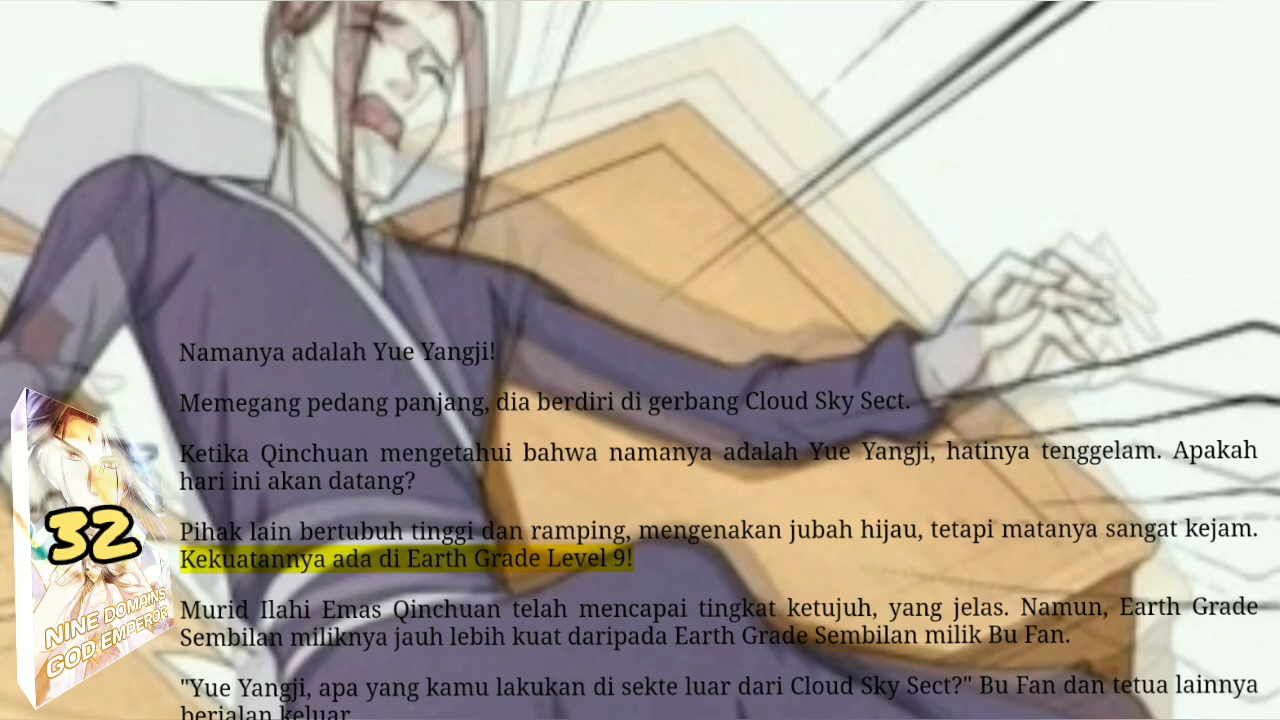 Namanya adalah Yue Yangji!
Memegang pedang panjang, dia berdiri di gerbang Cloud Sky Sect.
Ketika Qinchuan mengetahui bahwa namanya adalah Yue Yangji, hatinya tenggelam. Apakah
hari ini akan datang?
Pihak lain bertubuh tinggi dan ramping, mengenakan jubah hijau, tetapi matanya sangat kejam.
Kekuatannya ada di Earth Grade Level 9!
Murid Ilahi Emas Qinchuan telah mencapai tingkat ketujuh, yang jelas. Namun, Earth Grade
Sembilan miliknya jauh lebih kuat daripada Earth Grade Sembilan milik Bu Fan.
"Yue Yangji, apa yang kamu lakukan di sekte luar dari Cloud Sky Sect?" Bu Fan dan tetua lainnya
berjalan keluar
32
NINE DOMAINS
GOD EMPEROR